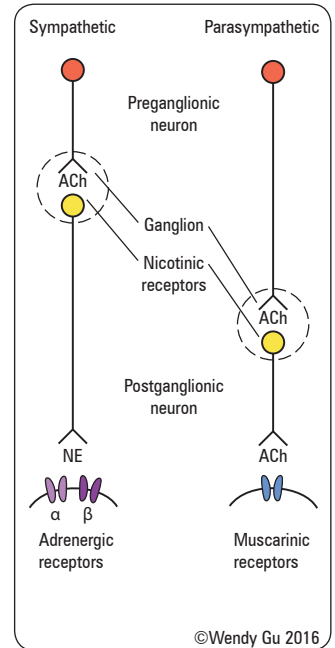 Sympathetic
Parasympathetic
Preganglionic
neuron
ACh
Ganglion
Nicotinic
receptors
ACh
Postganglionic
neuron
NE
ACh
α
β
Adrenergic
receptors
Muscarinic
receptors
©Wendy Gu 2016